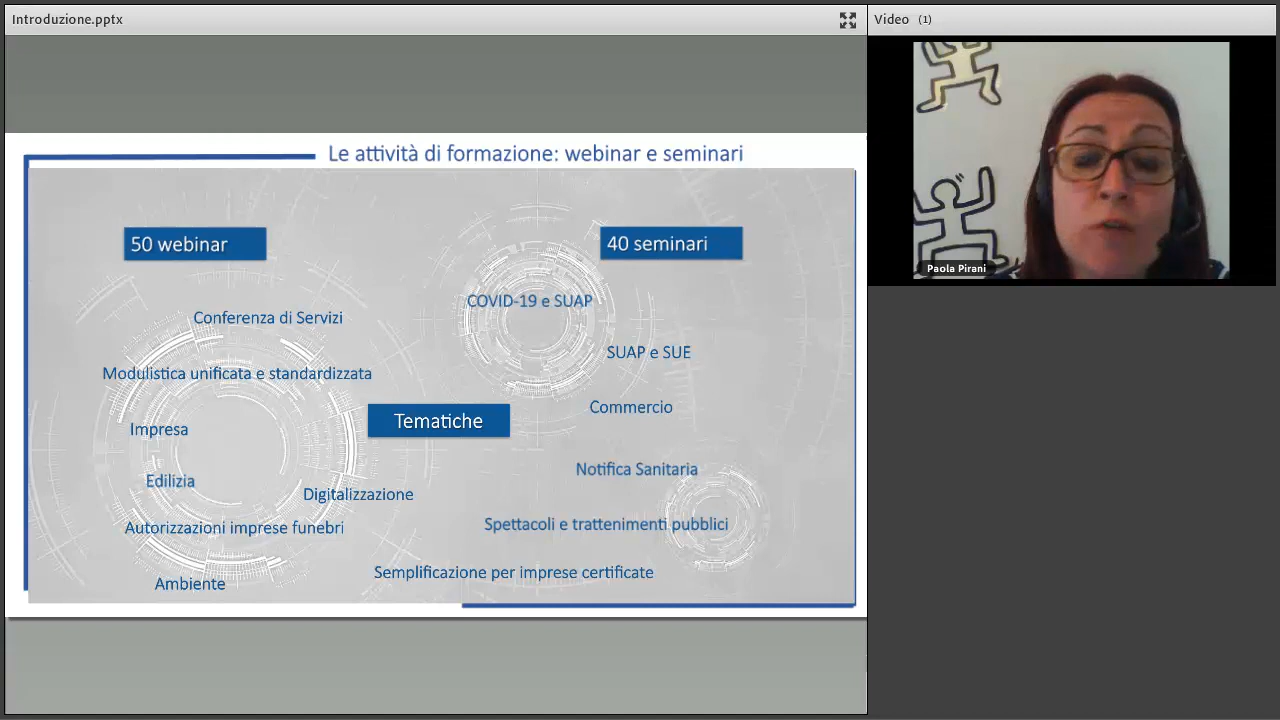 Introduzione.pptx
Video (1)
Le attività di formazione: webinar e seminari
50 webinar
40 seminari
COVID-19 e SUAP
Conferenza di Servizi
SUAP e SUE
Modulistica unificata e standardizzata
Commercio
Tematiche
Impresa
Notifica Sanitaria
Edilizia
Digitalizzazione
Autorizzazioni imprese funebri
Spettacoli e trattenimenti pubblici
Semplificazione per imprese certificate
Ambiente
Paola Pirani